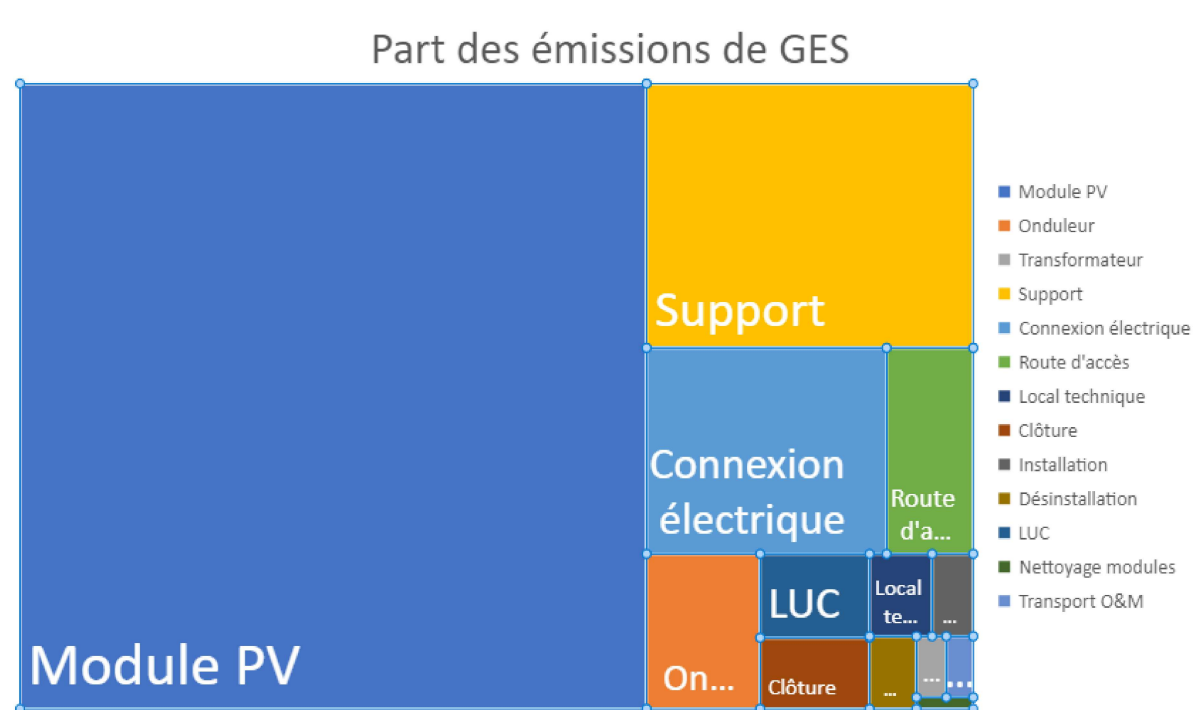 Part des émissions de GES
Module PV
Support
Connexion
électrique
Route
d'a...
On...
LUC
Local
te...
...
Clôture
...
...
...
Module PV
Onduleur
Transformateur
Support
Connexion électrique
Route d'accès
Local technique
Clôture
Installation
Désinstallation
LUC
Nettoyage modules
Transport O&M